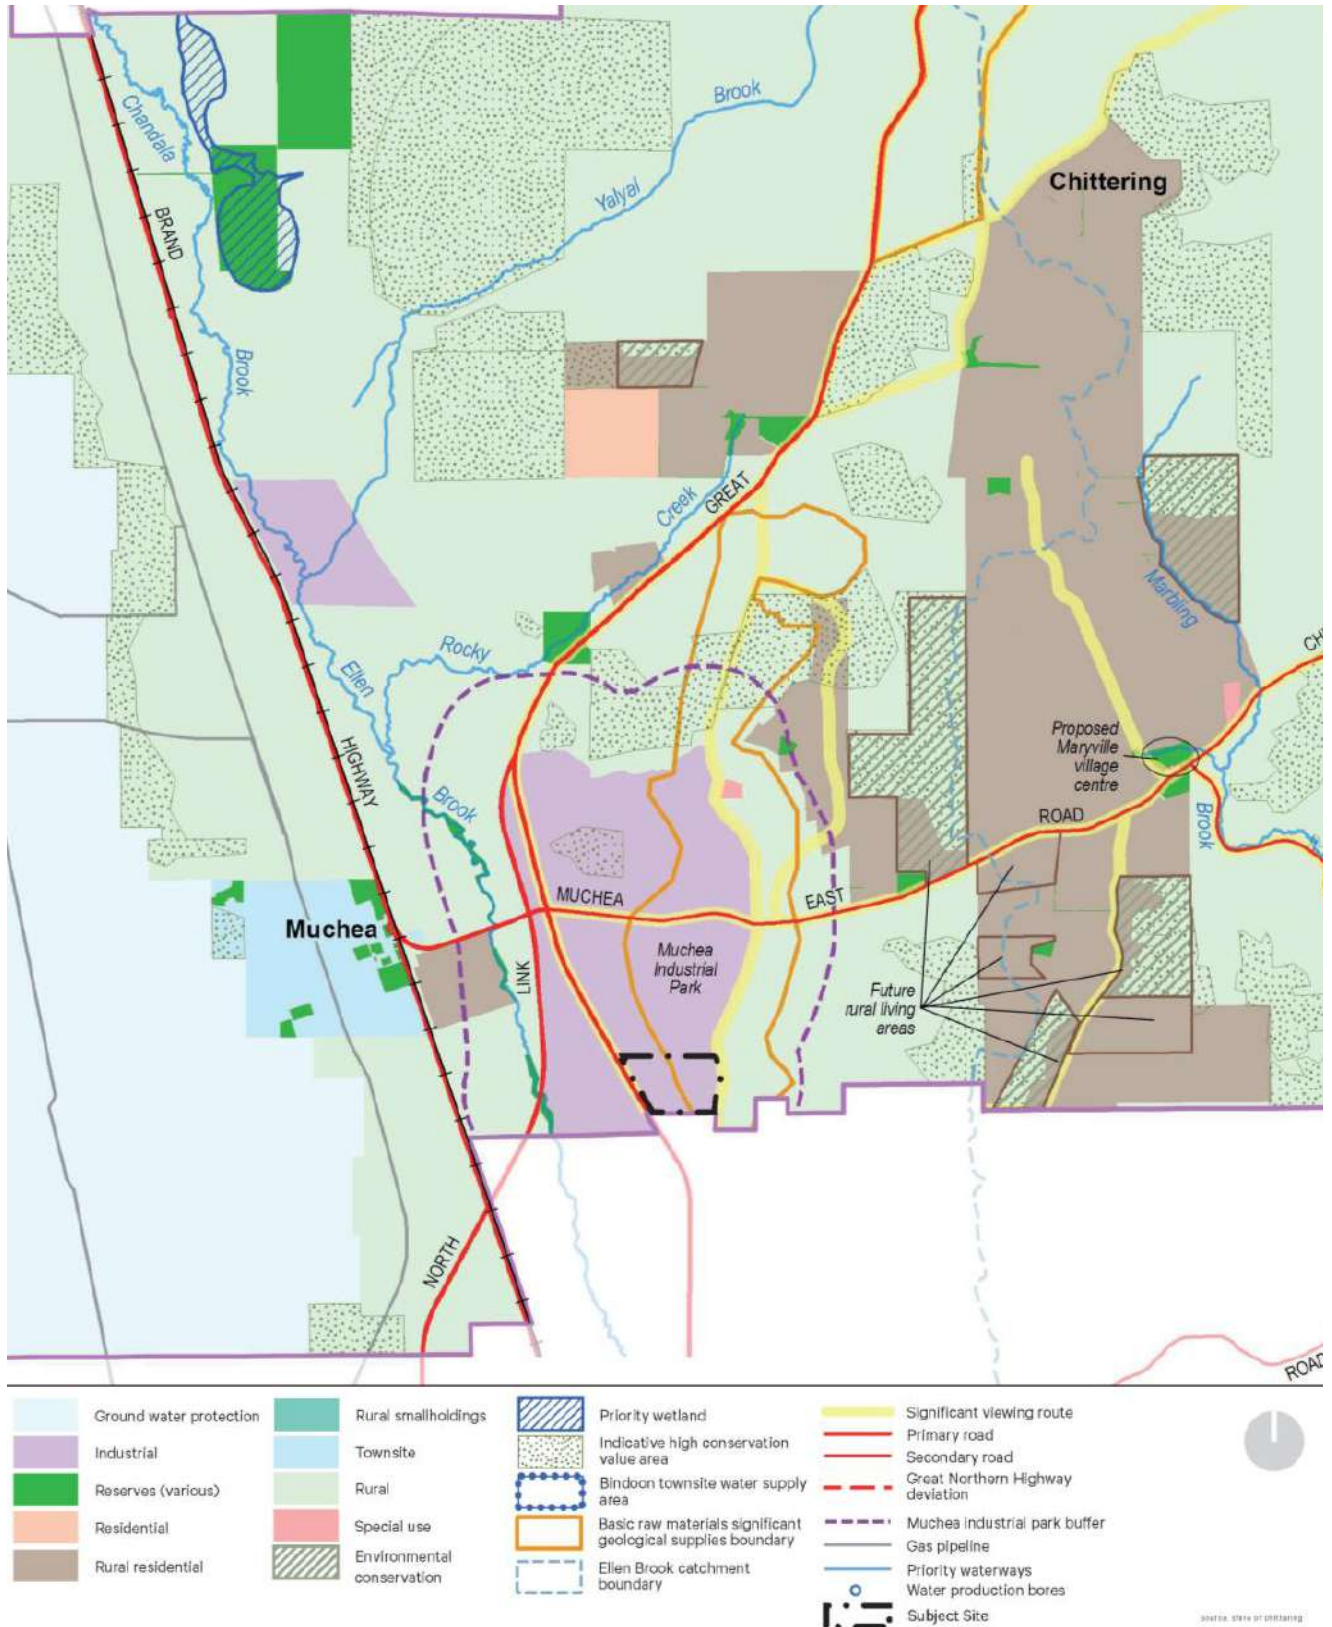 Chandala
Brook
Yalyal
Chittering
BRAND
Brook
Creek
GREAT
Marbling
Rocky
Ellen
HIGHWAY
Brook
Proposed
Maryville
village
centre
CH
ROAD
Brook
MUCHEA
EAST
Muchea
LINK
Muchea
Industrial
Park
Future
rural living
areas
NORTH
ROAD
Ground water protection
Industrial
Reserves (various)
Residential
Rural residential
Rural smallholdings
Townsite
Rural
Special use
Environmental
conservation
Priority wetland
Indicative high conservation
value area
Bindoon townsite water supply
area
Basic raw materials significant
geological supplies boundary
Ellen Brook catchment
boundary
Significant viewing route
Primary road
Secondary road
Great Northern Highway
deviation
Muchea industrial park buffer
Gas pipeline
Priority waterways
Water production bores
Subject Site
source: shire of chittering